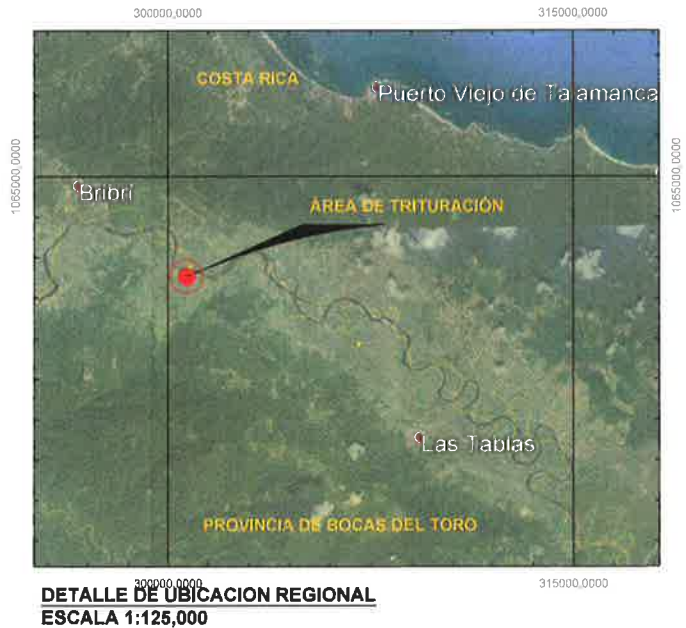 300000,0000 315000,0000
COSTA RICA
Puerto Viejo de Talamanca
1065000,0000 1065000,0000
Bribrí
ÁREA DE TRITURACIÓN
Las Tablas
PROVINCIA DE BOCAS DEL TORO
300000,0000 315000,0000
DETALLE DE UBICACION REGIONAL
ESCALA 1:125,000